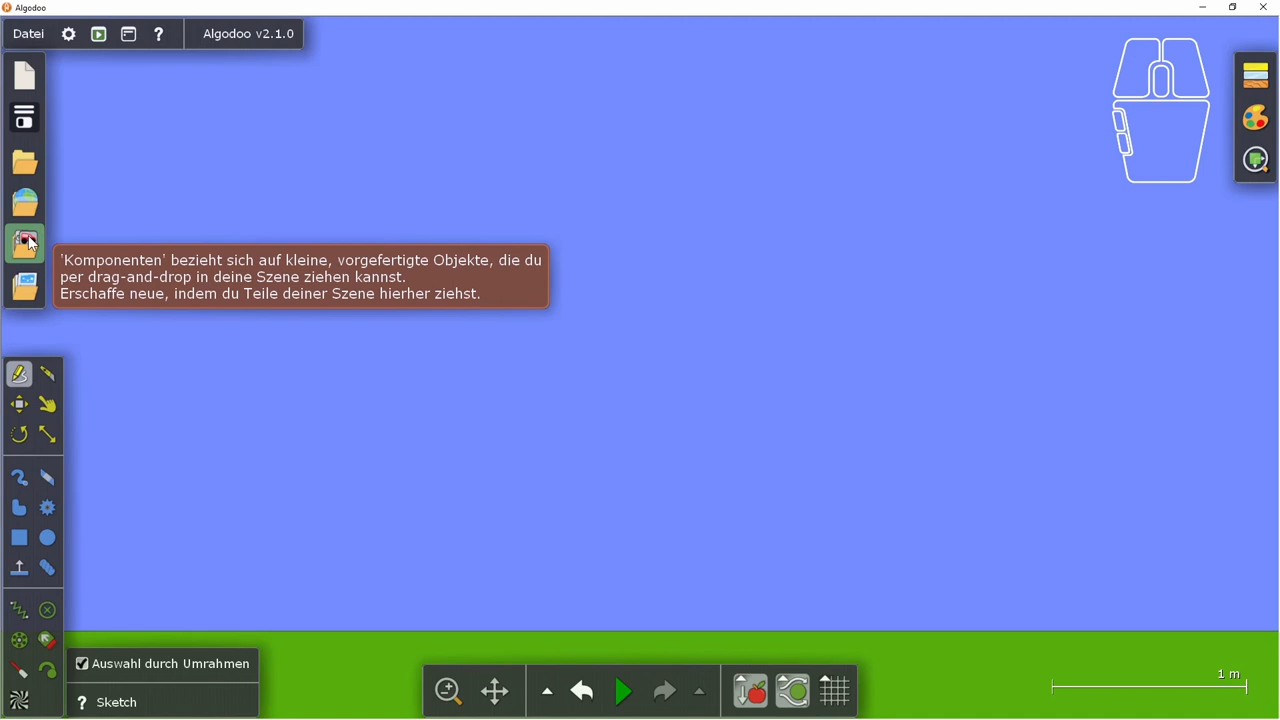 Algodoo
Datei
Algodoo v2.1.0
'Komponenten' bezieht sich auf kleine, vorgefertigte Objekte, die du
per drag-and-drop in deine Szene ziehen kannst.
Erschaffe neue, indem du Teile deiner Szene hierher ziehst.
Auswahl durch Umrahmen
? Sketch
1 m